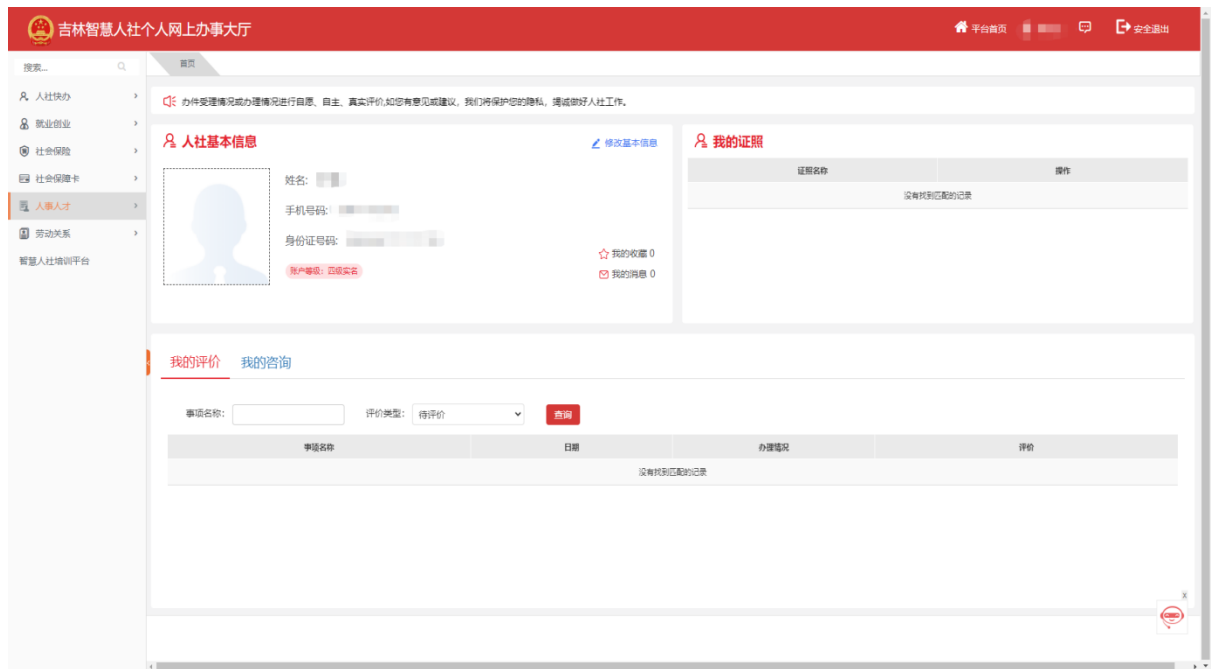 吉林智慧人社个人网上办事大厅
平台首页
安全退出
搜索...
首页
人社快办
就业创业
社会保险
社会保障卡
人事人才
劳动关系
智慧人社培训平台
办件受理情况或办理情况进行自愿、自主、真实评价,如您有意见或建议，我们将保护您的隐私，竭诚做好人社工作。
人社基本信息
修改基本信息
姓名:
手机号码:
身份证号码:
账户等级：四级实名
我的收藏 0
我的消息 0
我的证照
证照名称 操作
没有找到匹配的记录
我的评价 我的咨询
事项名称: 评价类型: 待评价 查询
事项名称 日期 办理情况 评价
没有找到匹配的记录
x